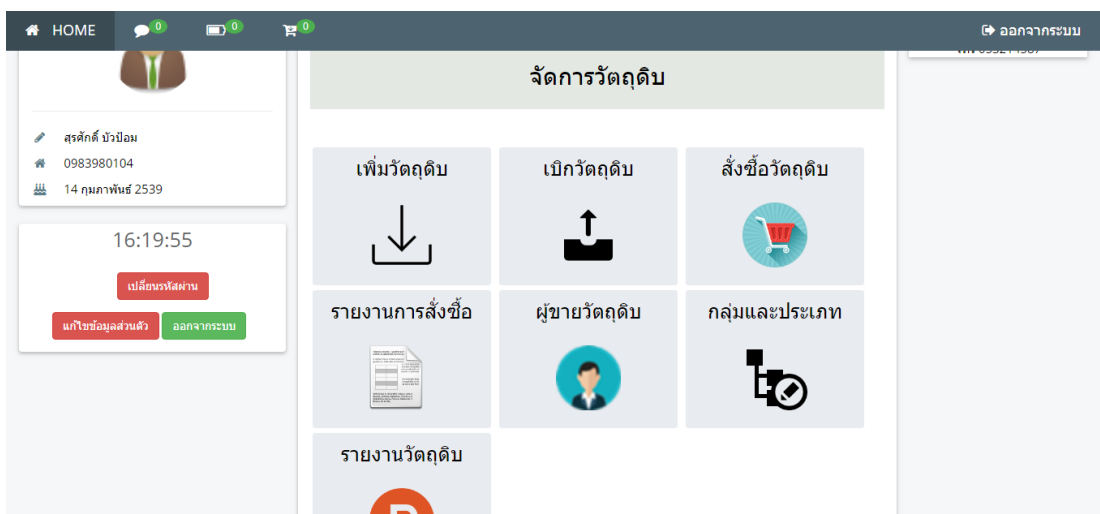 HOME
0
0
0
ออกจากระบบ
สุรศักดิ์ บัวป้อม
0983980104
14 กุมภาพันธ์ 2539
16:19:55
เปลี่ยนรหัสผ่าน
แก้ไขข้อมูลส่วนตัว
ออกจากระบบ
จัดการวัตถุดิบ
เพิ่มวัตถุดิบ
เบิกวัตถุดิบ
สั่งซื้อวัตถุดิบ
รายงานการสั่งซื้อ
ผู้ขายวัตถุดิบ
กลุ่มและประเภท
รายงานวัตถุดิบ